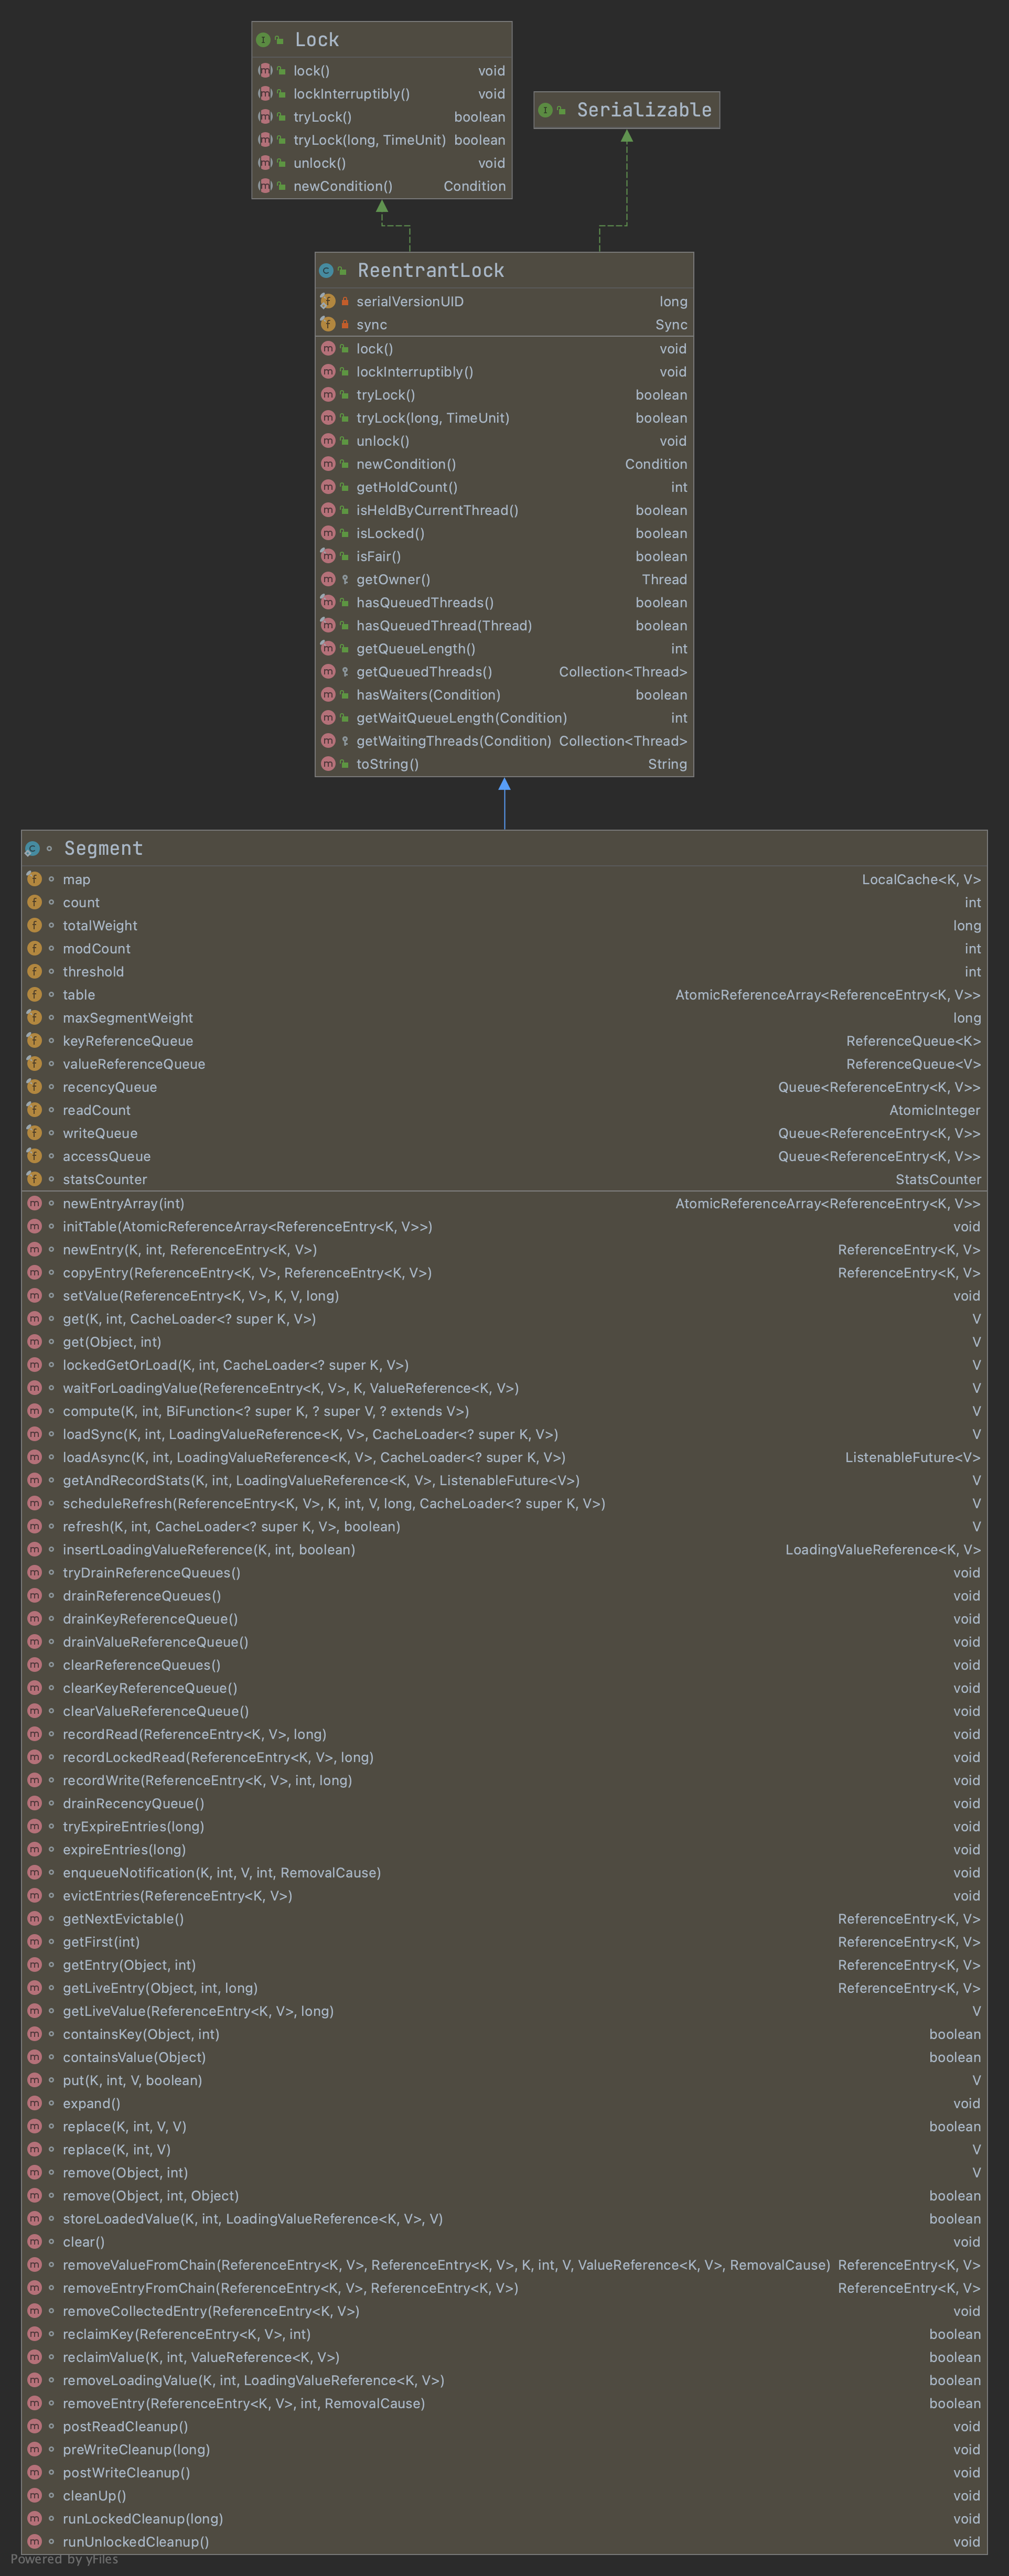 Lock
lock() void
lockInterruptibly() void
tryLock() boolean
tryLock(long, TimeUnit) boolean
unlock() void
newCondition() Condition
Serializable
ReentrantLock
serialVersionUID long
sync Sync
lock() void
lockInterruptibly() void
tryLock() boolean
tryLock(long, TimeUnit) boolean
unlock() void
newCondition() Condition
getHoldCount() int
isHeldByCurrentThread() boolean
isLocked() boolean
isFair() boolean
getOwner() Thread
hasQueuedThreads() boolean
hasQueuedThread(Thread) boolean
getQueueLength() int
getQueuedThreads() Collection<Thread>
hasWaiters(Condition) boolean
getWaitQueueLength(Condition) int
getWaitingThreads(Condition) Collection<Thread>
toString() String
Segment
map LocalCache<K, V>
count int
totalWeight long
modCount int
threshold int
table AtomicReferenceArray<ReferenceEntry<K, V>>
maxSegmentWeight long
keyReferenceQueue ReferenceQueue<K>
valueReferenceQueue ReferenceQueue<V>
recencyQueue Queue<ReferenceEntry<K, V>>
readCount AtomicInteger
writeQueue Queue<ReferenceEntry<K, V>>
accessQueue Queue<ReferenceEntry<K, V>>
statsCounter StatsCounter
newEntryArray(int) AtomicReferenceArray<ReferenceEntry<K, V>>
initTable(AtomicReferenceArray<ReferenceEntry<K, V>>) void
newEntry(K, int, ReferenceEntry<K, V>) ReferenceEntry<K, V>
copyEntry(ReferenceEntry<K, V>, ReferenceEntry<K, V>) ReferenceEntry<K, V>
setValue(ReferenceEntry<K, V>, K, V, long) void
get(K, int, CacheLoader<? super K, V>) V
get(Object, int) V
lockedGetOrLoad(K, int, CacheLoader<? super K, V>) V
waitForLoadingValue(ReferenceEntry<K, V>, K, ValueReference<K, V>) V
compute(K, int, BiFunction<? super K, ? super V, ? extends V>) V
loadSync(K, int, LoadingValueReference<K, V>, CacheLoader<? super K, V>) V
loadAsync(K, int, LoadingValueReference<K, V>, CacheLoader<? super K, V>) ListenableFuture<V>
getAndRecordStats(K, int, LoadingValueReference<K, V>, ListenableFuture<V>) V
scheduleRefresh(ReferenceEntry<K, V>, K, int, V, long, CacheLoader<? super K, V>) V
refresh(K, int, CacheLoader<? super K, V>, boolean) V
insertLoadingValueReference(K, int, boolean) LoadingValueReference<K, V>
tryDrainReferenceQueues() void
drainReferenceQueues() void
drainKeyReferenceQueue() void
drainValueReferenceQueue() void
clearReferenceQueues() void
clearKeyReferenceQueue() void
clearValueReferenceQueue() void
recordRead(ReferenceEntry<K, V>, long) void
recordLockedRead(ReferenceEntry<K, V>, long) void
recordWrite(ReferenceEntry<K, V>, int, long) void
drainRecencyQueue() void
tryExpireEntries(long) void
expireEntries(long) void
enqueueNotification(K, int, V, int, RemovalCause) void
evictEntries(ReferenceEntry<K, V>) void
getNextEvictable() ReferenceEntry<K, V>
getFirst(int) ReferenceEntry<K, V>
getEntry(Object, int) ReferenceEntry<K, V>
getLiveEntry(Object, int, long) ReferenceEntry<K, V>
getLiveValue(ReferenceEntry<K, V>, long) V
containsKey(Object, int) boolean
containsValue(Object) boolean
put(K, int, V, boolean) V
expand() void
replace(K, int, V, V) boolean
replace(K, int, V) V
remove(Object, int) V
remove(Object, int, Object) boolean
storeLoadedValue(K, int, LoadingValueReference<K, V>, V) boolean
clear() void
removeValueFromChain(ReferenceEntry<K, V>, ReferenceEntry<K, V>, K, int, V, ValueReference<K, V>, RemovalCause) ReferenceEntry<K, V>
removeEntryFromChain(ReferenceEntry<K, V>, ReferenceEntry<K, V>) ReferenceEntry<K, V>
removeCollectedEntry(ReferenceEntry<K, V>) void
reclaimKey(ReferenceEntry<K, V>, int) boolean
reclaimValue(K, int, ValueReference<K, V>) boolean
removeLoadingValue(K, int, LoadingValueReference<K, V>) boolean
removeEntry(ReferenceEntry<K, V>, int, RemovalCause) boolean
postReadCleanup() void
preWriteCleanup(long) void
postWriteCleanup() void
cleanUp() void
runLockedCleanup(long) void
runUnlockedCleanup() void
Powered by yFiles